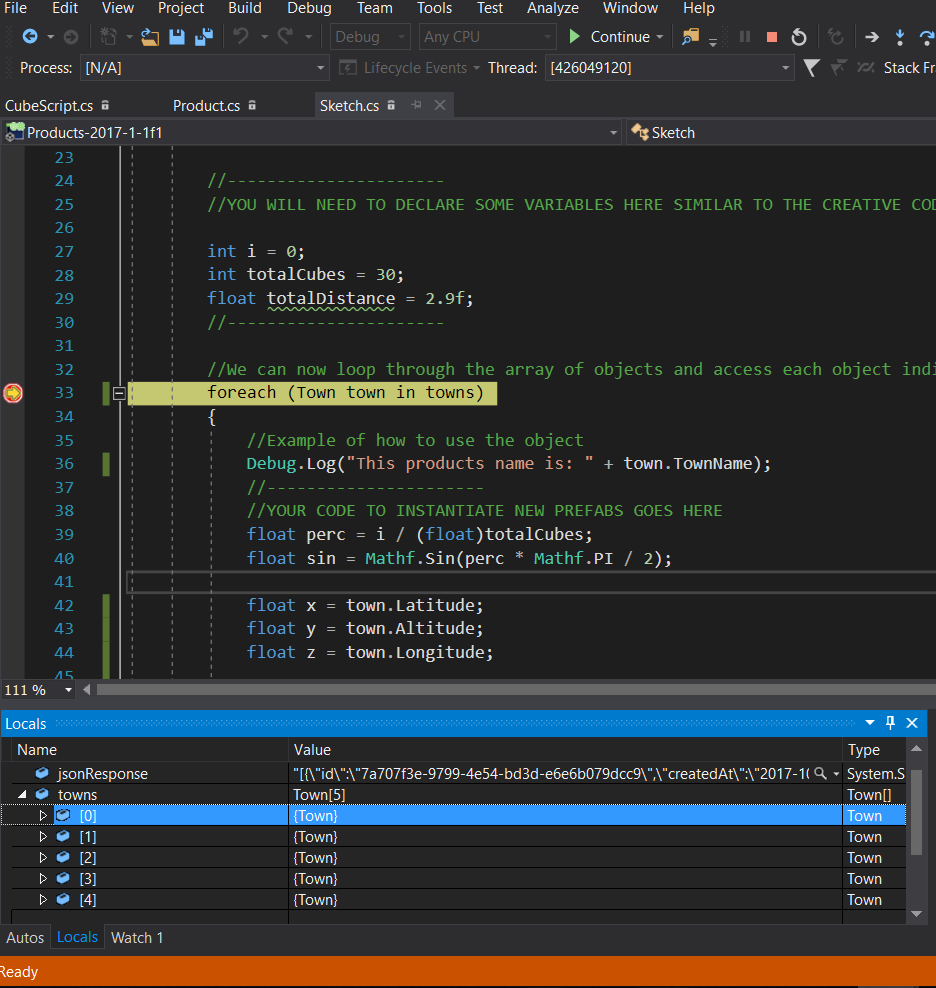 File Edit View Project Build Debug Team Tools Test Analyze Window Help
Debug Any CPU Continue
Process: [N/A] Lifecycle Events Thread: [426049120] Stack Fr
CubeScript.cs Product.cs Sketch.cs
Products-2017-1-1f1 Sketch
23
24 //----------------------
25 //YOU WILL NEED TO DECLARE SOME VARIABLES HERE SIMILAR TO THE CREATIVE COD
26
27 int i = 0;
28 int totalCubes = 30;
29 float totalDistance = 2.9f;
30 //----------------------
31
32 //We can now loop through the array of objects and access each object indi
33 foreach (Town town in towns)
34 {
35 //Example of how to use the object
36 Debug.Log("This products name is: " + town.TownName);
37 //----------------------
38 //YOUR CODE TO INSTANTIATE NEW PREFABS GOES HERE
39 float perc = i / (float)totalCubes;
40 float sin = Mathf.Sin(perc * Mathf.PI / 2);
41
42 float x = town.Latitude;
43 float y = town.Altitude;
44 float z = town.Longitude;
45
111 %
Locals
Name Value Type
jsonResponse "[{\"id\":\"7a707f3e-9799-4e54-bd3d-e6e6b079dcc9\",\"createdAt\":\"2017-10 System.S
towns Town[5] Town[]
[0] {Town} Town
[1] {Town} Town
[2] {Town} Town
[3] {Town} Town
[4] {Town} Town
Autos Locals Watch 1
Ready